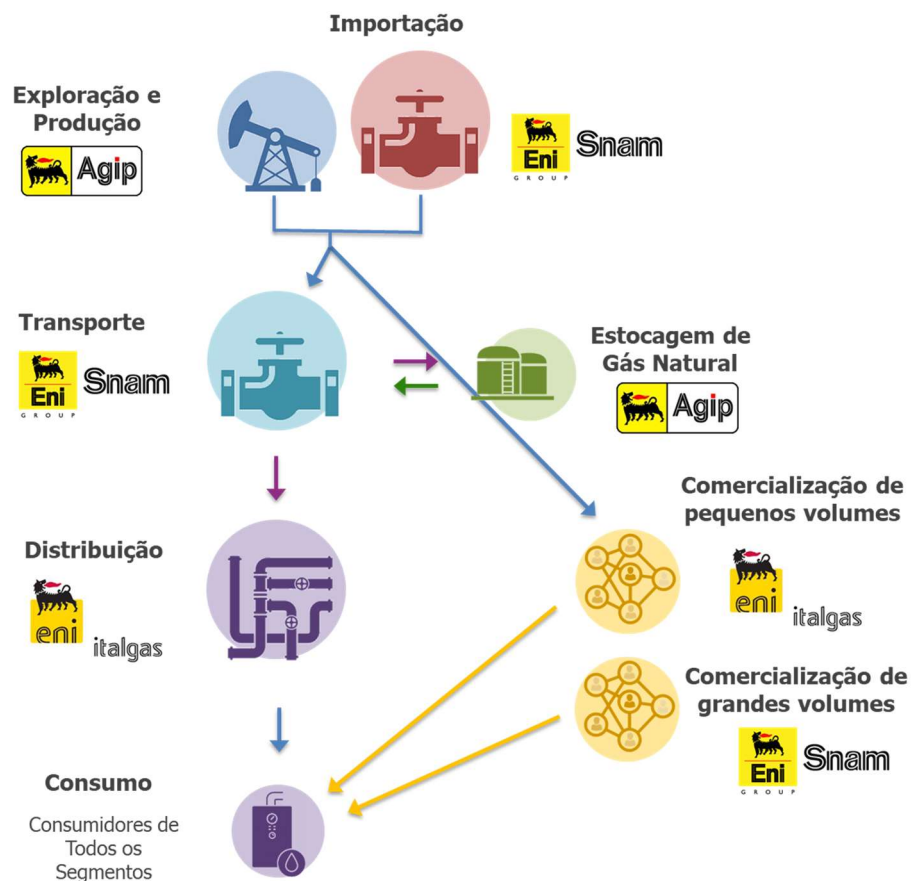 Importação
Exploração e
Produção
Agip
Eni
GROUP
Snam
Transporte
Eni
GROUP
Snam
Estocagem de
Gás Natural
Agip
Comercialização de
pequenos volumes
eni
italgas
Distribuição
eni
italgas
Comercialização de
grandes volumes
Eni
GROUP
Snam
Consumo
Consumidores de
Todos os
Segmentos